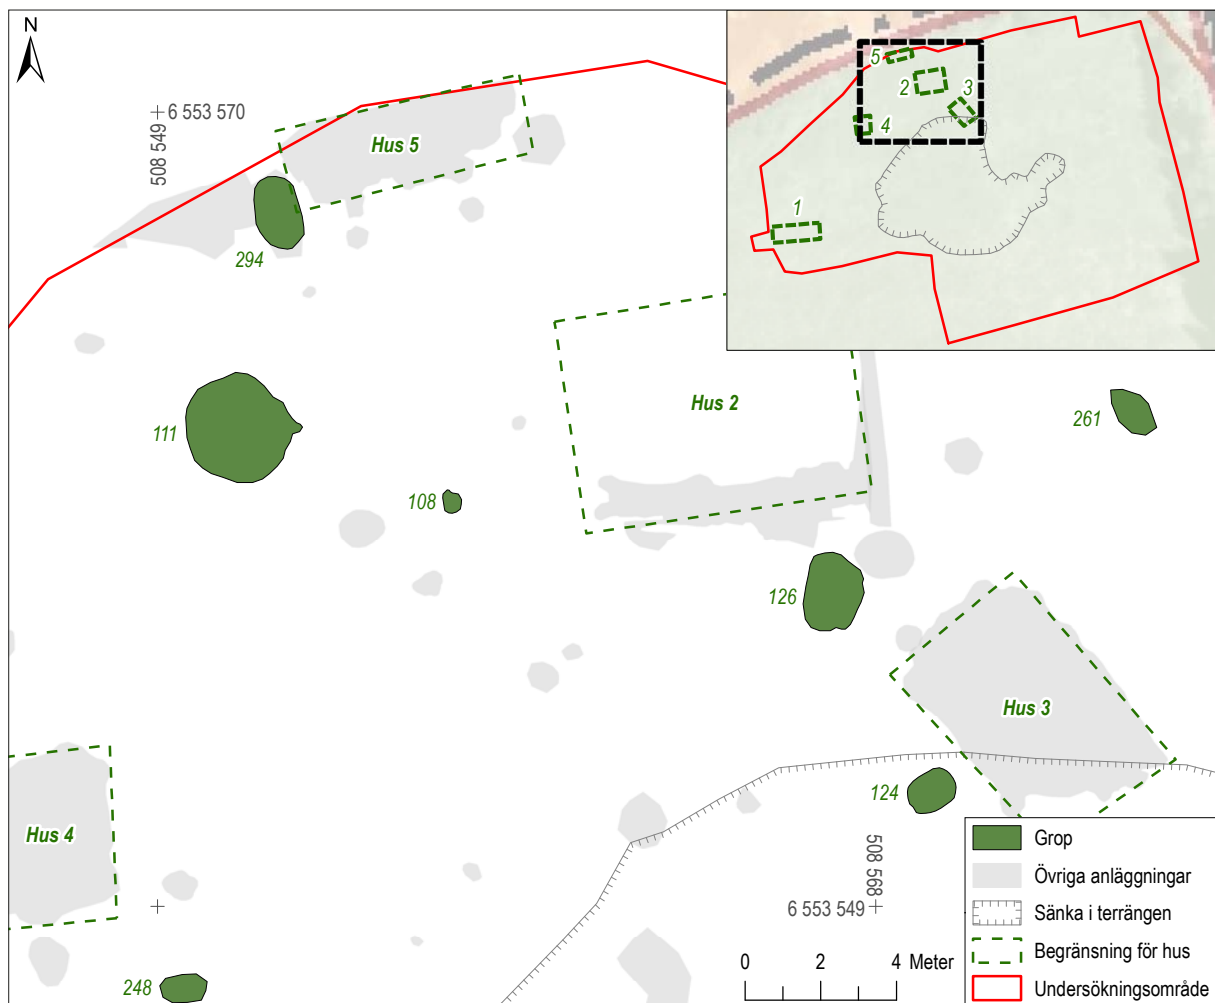 N
6 553 570
508 549
Hus 5
294
5
2
3
4
1
Hus 2
111
108
261
126
Hus 3
124
Hus 4
248
508 568
6 553 549
0 2 4 Meter
Grop
Övriga anläggningar
Sänka i terrängen
Begränsning för hus
Undersökningsområde